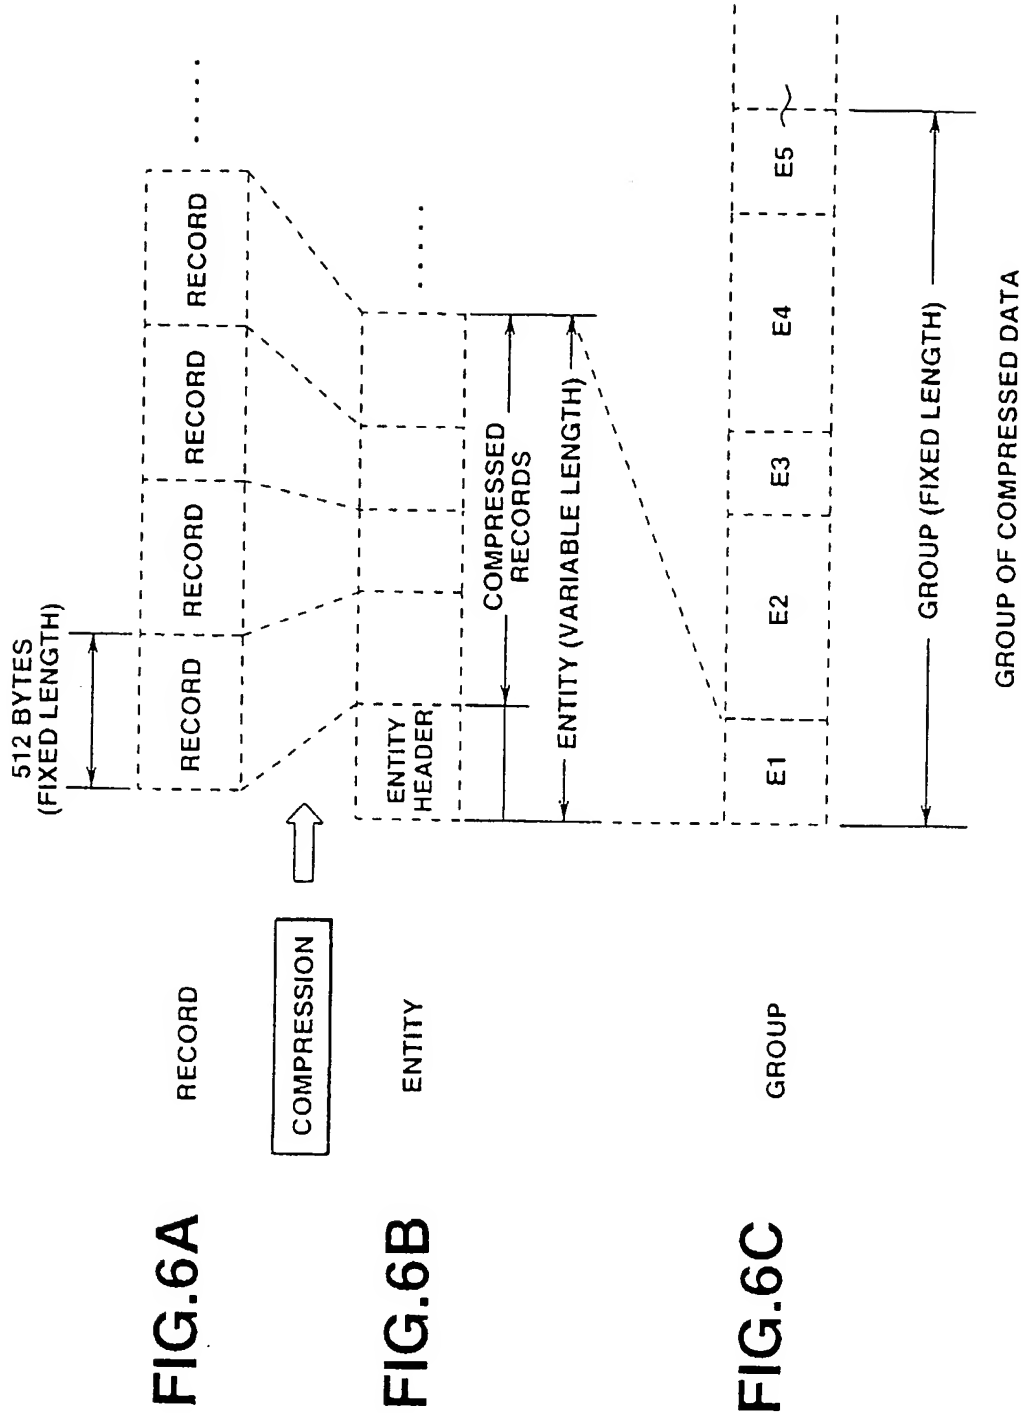 FIG.6A
RECORD
512 BYTES
(FIXED LENGTH)
RECORD
RECORD
RECORD
RECORD
.....
COMPRESSION
FIG.6B
ENTITY
ENTITY
HEADER
.....
COMPRESSED
RECORDS
ENTITY (VARIABLE LENGTH)
FIG.6C
GROUP
E1
E2
E3
E4
E5
GROUP (FIXED LENGTH)
GROUP OF COMPRESSED DATA